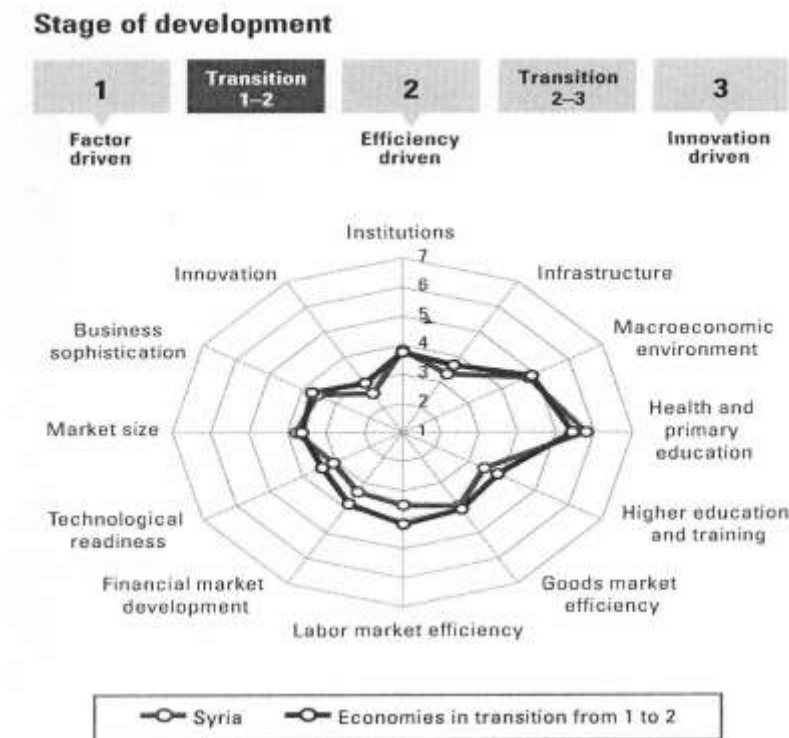 Stage of development
1
Transition
1–2
2
Transition
2–3
3
Factor
driven
Efficiency
driven
Innovation
driven
Institutions
7
6
5
4
3
2
1
Innovation
Infrastructure
Business
sophistication
Macroeconomic
environment
Market size
Health and
primary
education
Technological
readiness
Higher education
and training
Financial market
development
Goods market
efficiency
Labor market efficiency
Syria
Economies in transition from 1 to 2